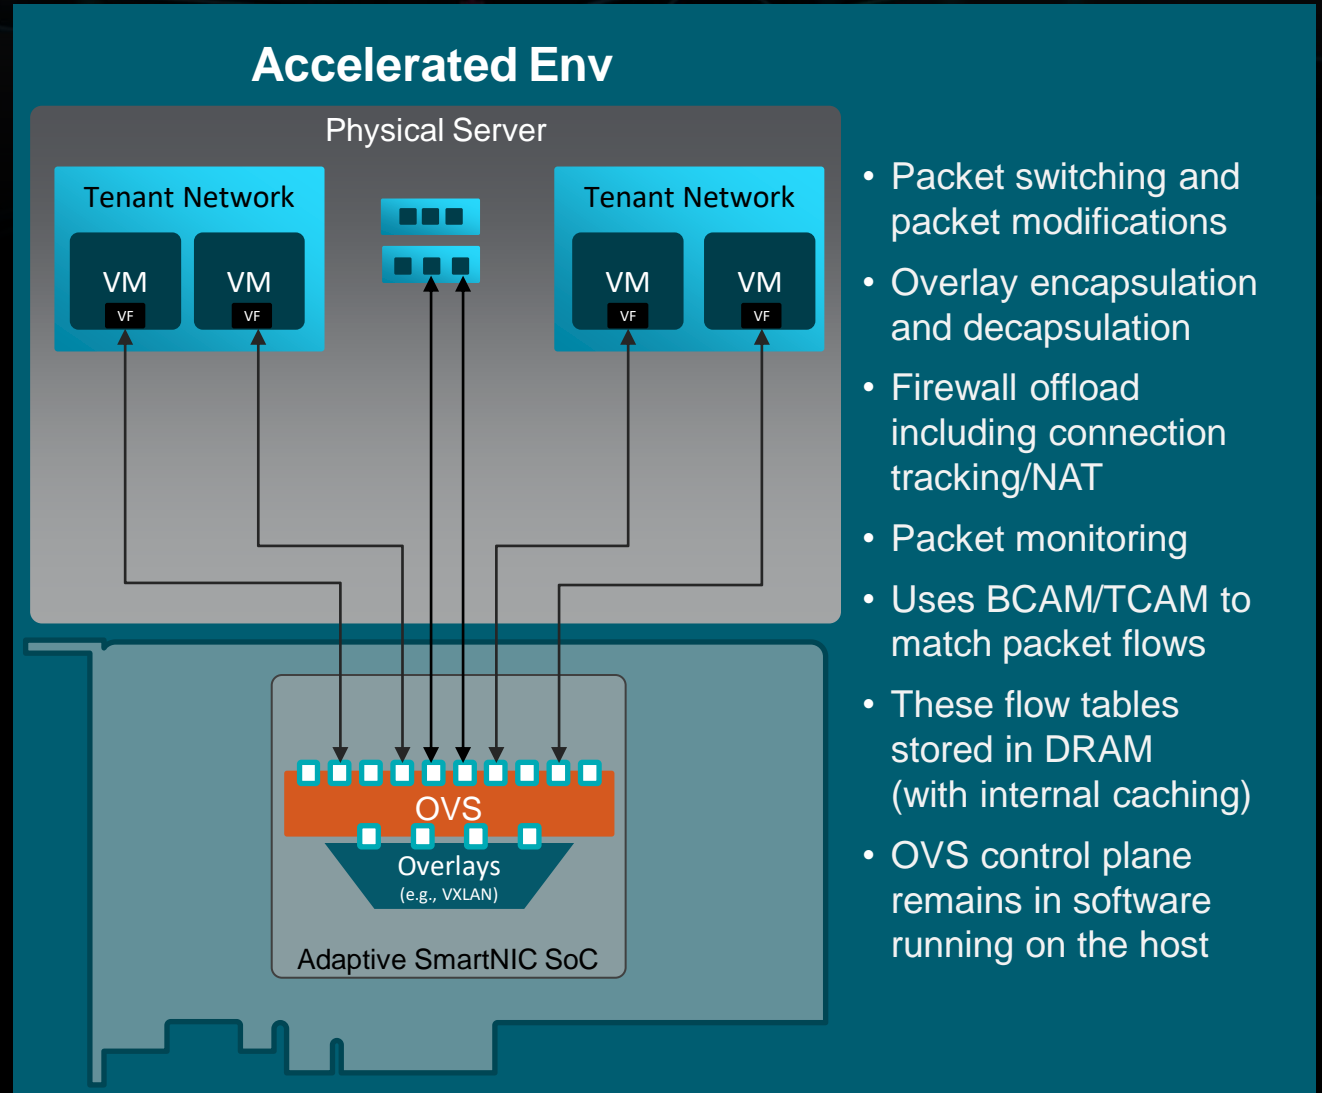 Accelerated Env
Physical Server
Tenant Network
VM
VF
VM
VF
Tenant Network
VM
VF
VM
VF
OVS
Overlays
(e.g., VXLAN)
Adaptive SmartNIC SoC
• Packet switching and
packet modifications
• Overlay encapsulation
and decapsulation
• Firewall offload
including connection
tracking/NAT
• Packet monitoring
• Uses BCAM/TCAM to
match packet flows
• These flow tables
stored in DRAM
(with internal caching)
• OVS control plane
remains in software
running on the host